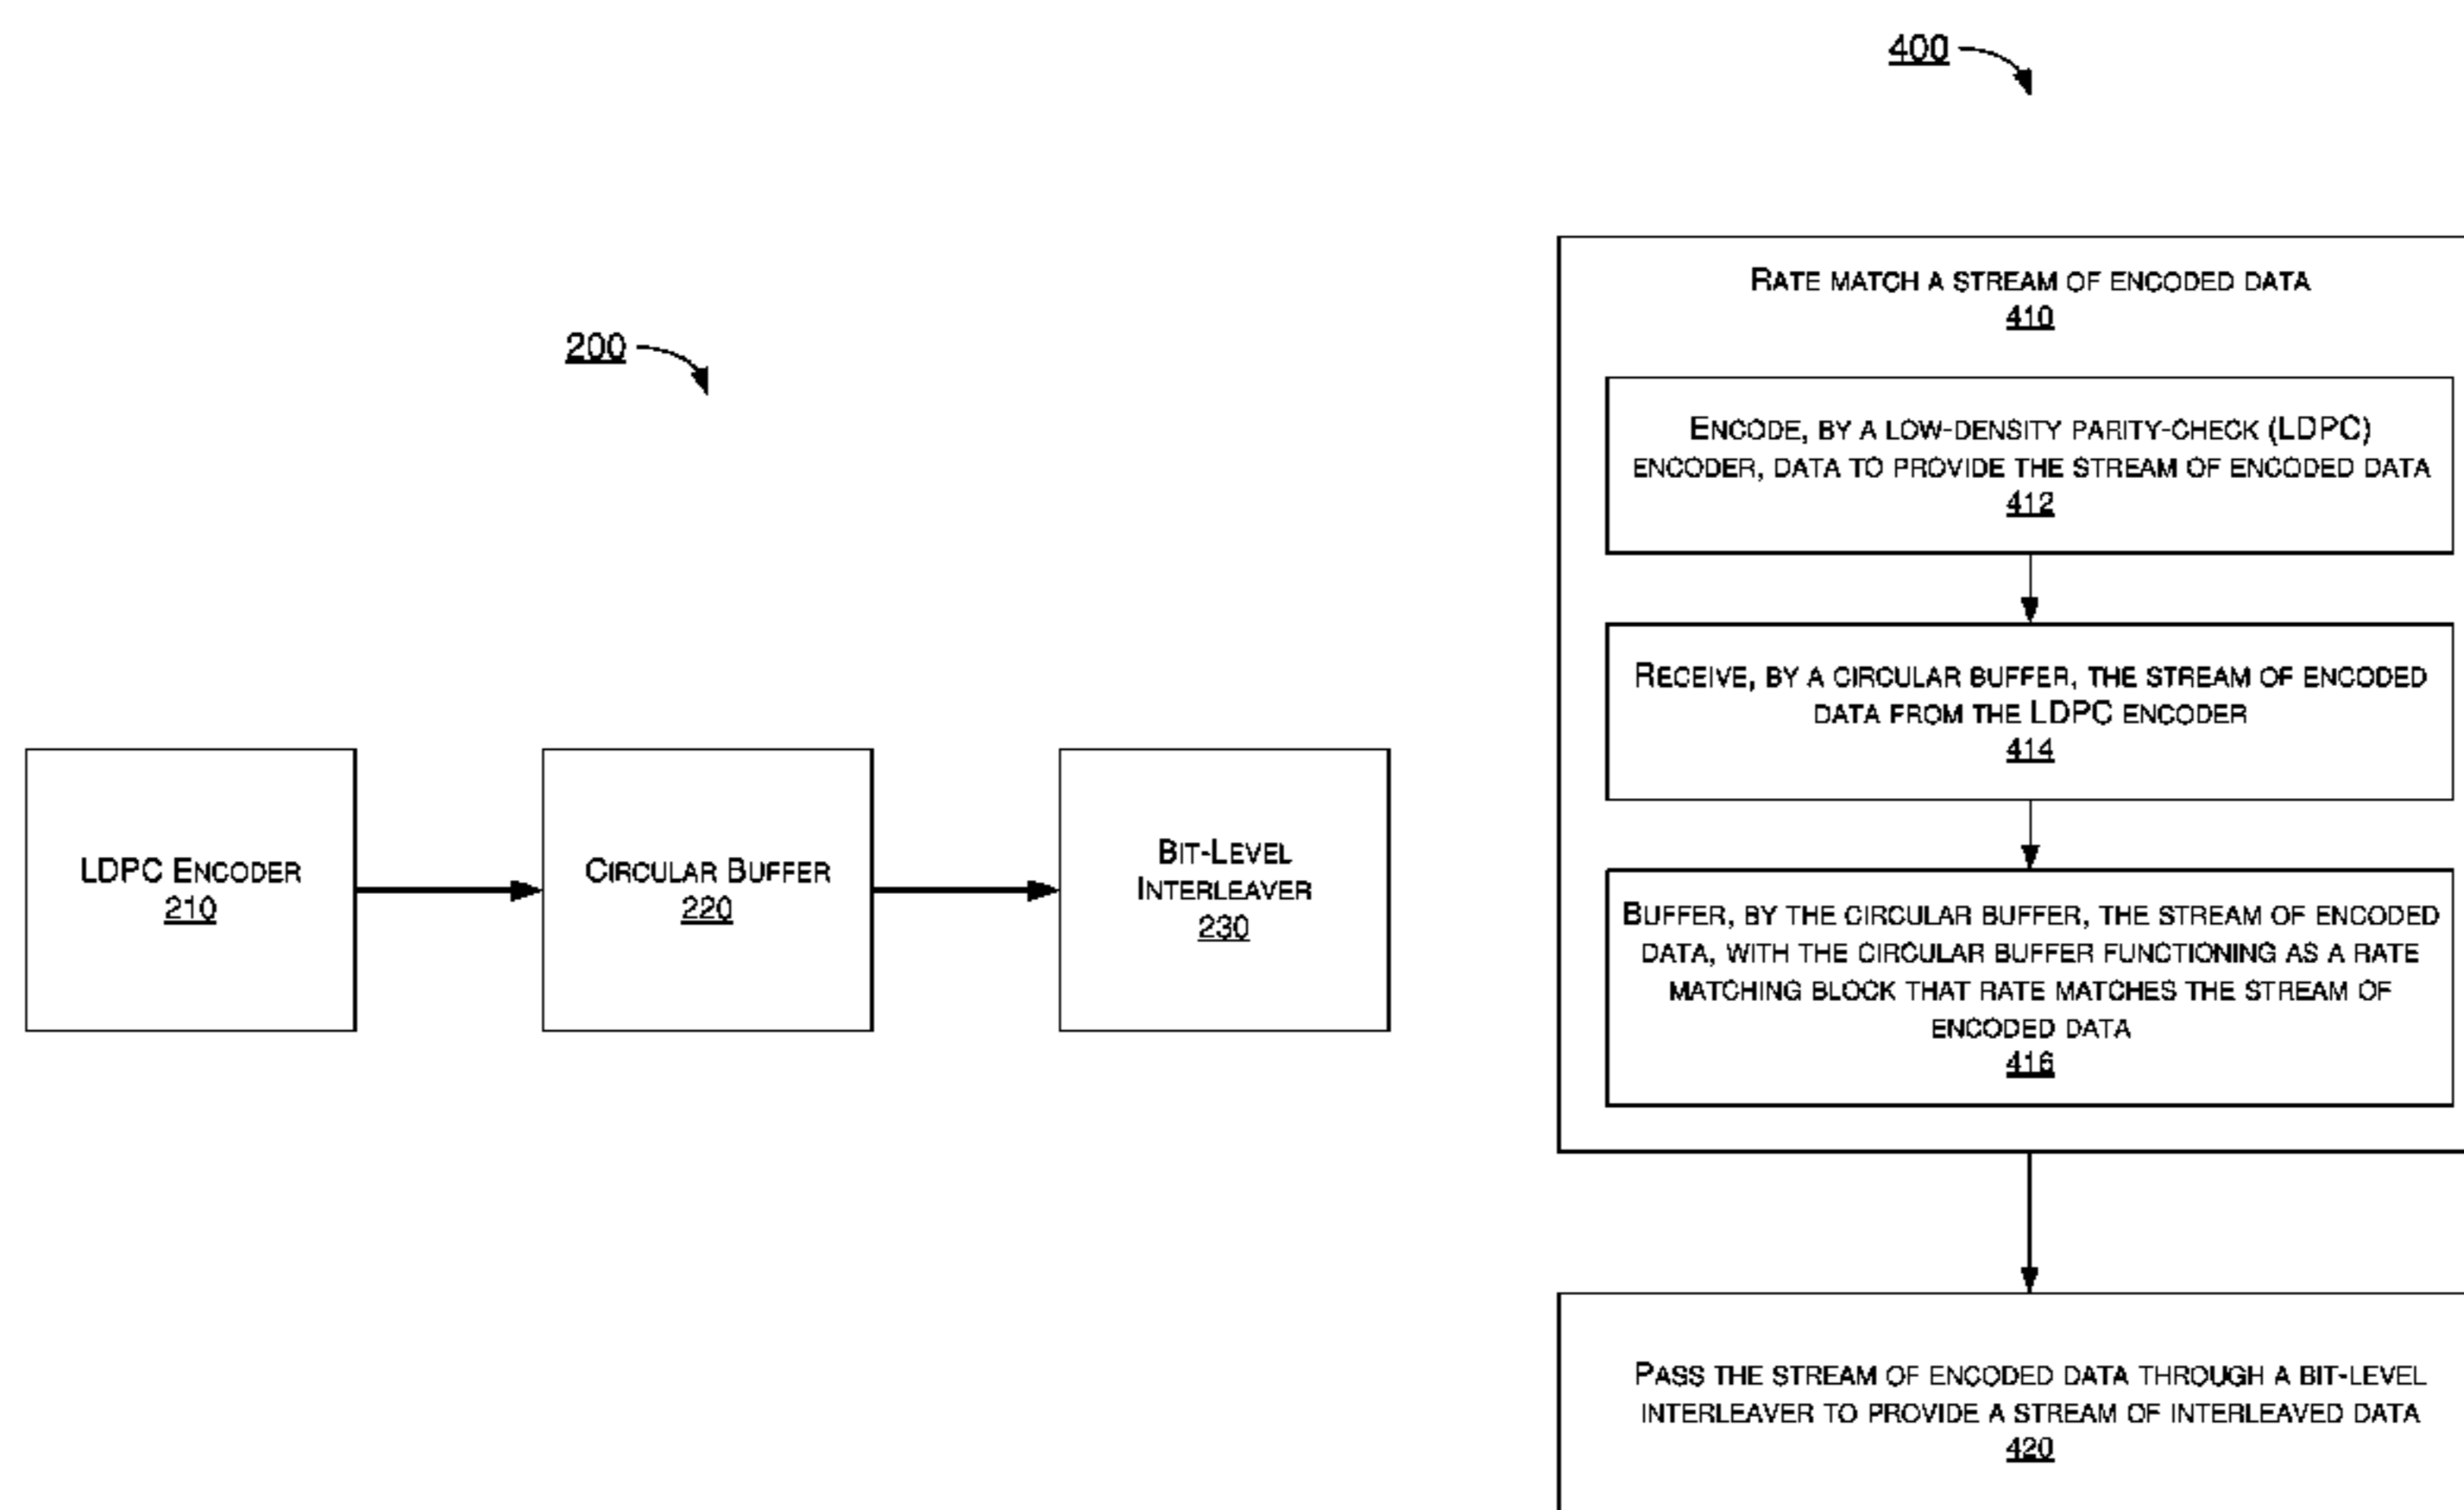 200
LDPC ENCODER
210
CIRCULAR BUFFER
220
BIT-LEVEL
INTERLEAVER
230
400
RATE MATCH A STREAM OF ENCODED DATA
410
ENCODE, BY A LOW-DENSITY PARITY-CHECK (LDPC)
ENCODER, DATA TO PROVIDE THE STREAM OF ENCODED DATA
412
RECEIVE, BY A CIRCULAR BUFFER, THE STREAM OF ENCODED
DATA FROM THE LDPC ENCODER
414
BUFFER, BY THE CIRCULAR BUFFER, THE STREAM OF ENCODED
DATA, WITH THE CIRCULAR BUFFER FUNCTIONING AS A RATE
MATCHING BLOCK THAT RATE MATCHES THE STREAM OF
ENCODED DATA
416
PASS THE STREAM OF ENCODED DATA THROUGH A BIT-LEVEL
INTERLEAVER TO PROVIDE A STREAM OF INTERLEAVED DATA
420